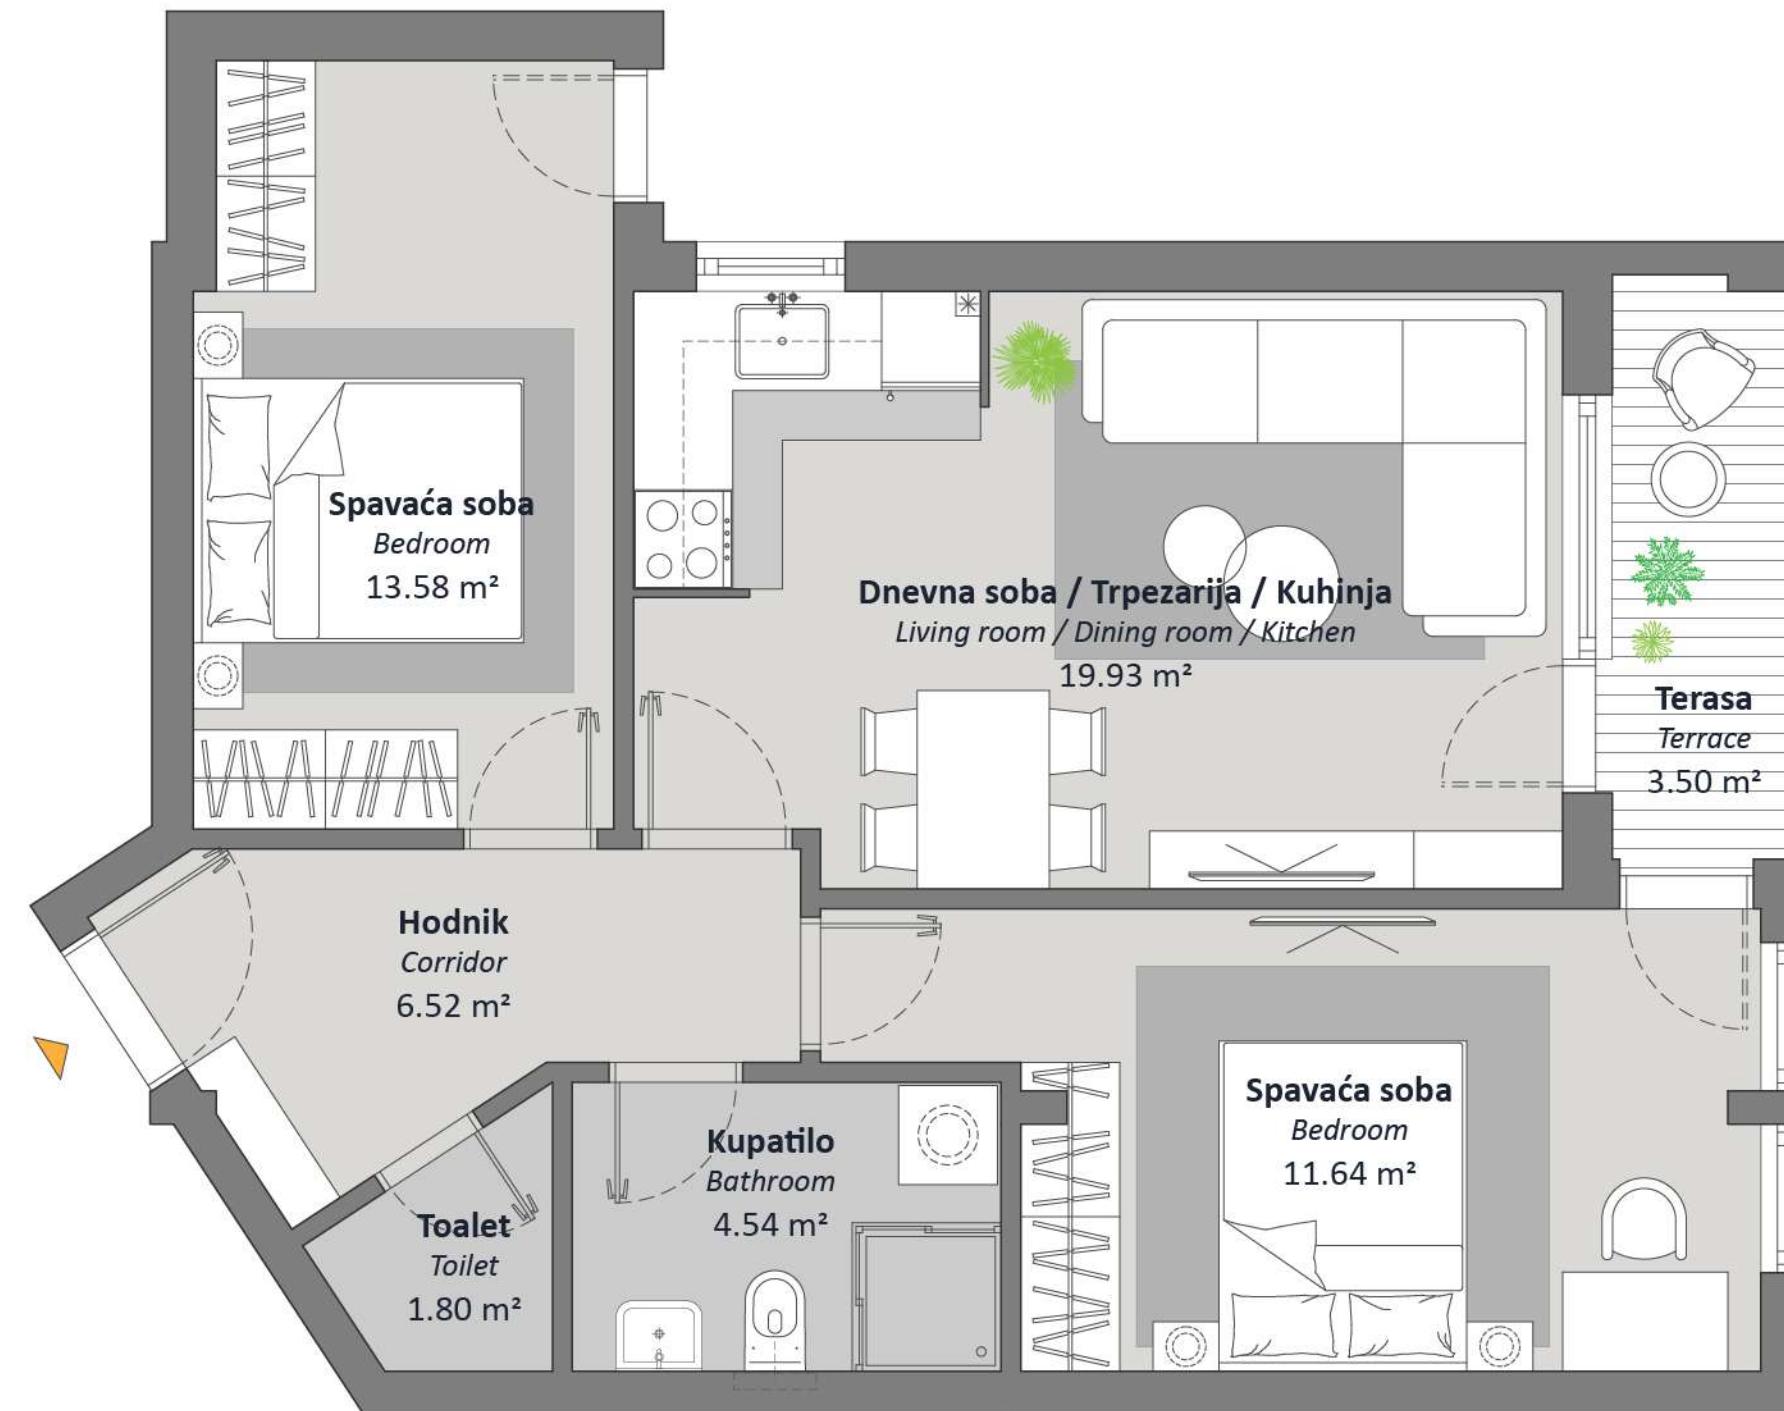 Spavaća soba
Bedroom
13.58 m²
Dnevna soba / Trpezarija / Kuhinja
Living room / Dining room / Kitchen
19.93 m²
Terasa
Terrace
3.50 m²
Hodnik
Corridor
6.52 m²
Spavaća soba
Bedroom
11.64 m²
Kupatilo
Bathroom
4.54 m²
Toalet
Toilet
1.80 m²